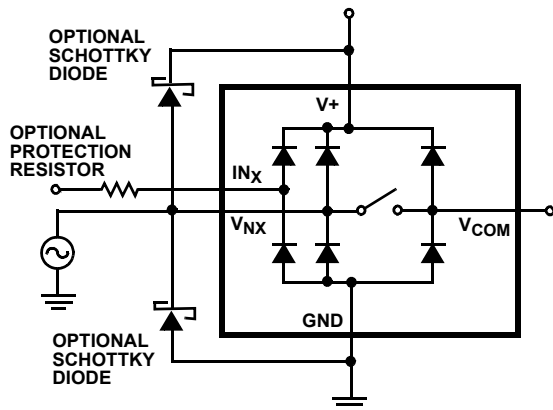 OPTIONAL
SCHOTTKY
DIODE
V+
OPTIONAL
PROTECTION
RESISTOR
INX
VNX
VCOM
GND
OPTIONAL
SCHOTTKY
DIODE